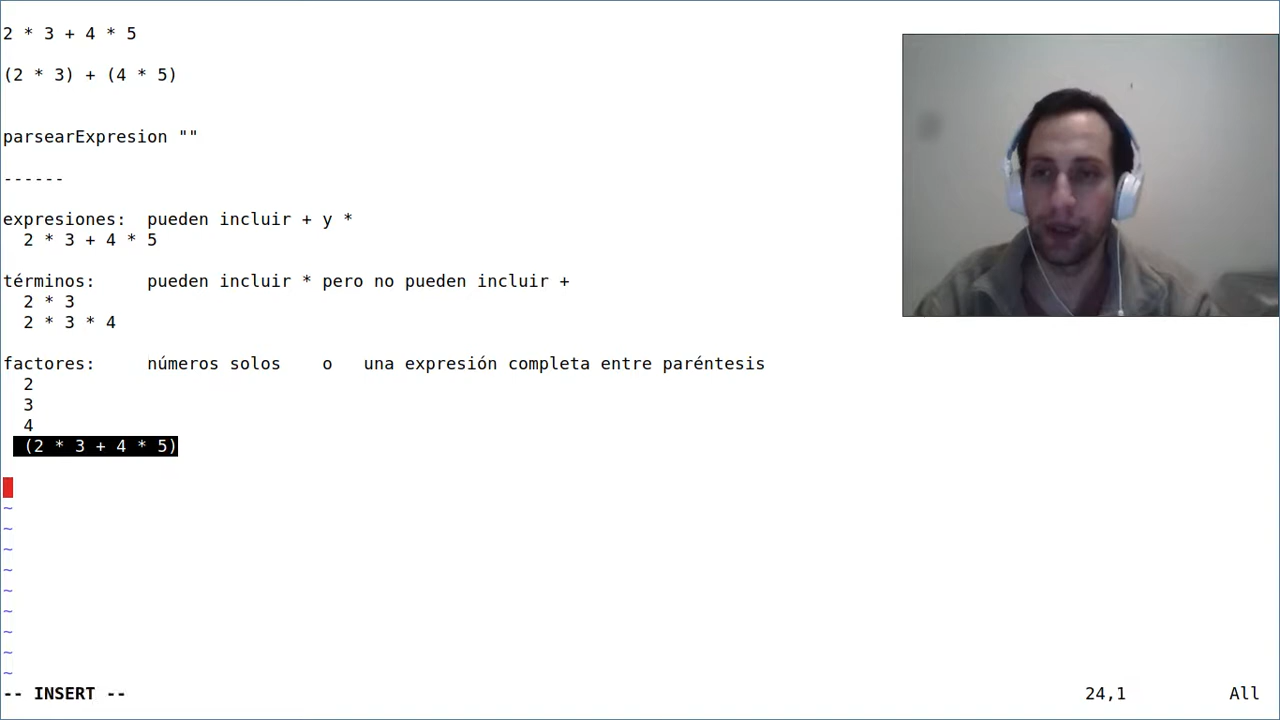 2 * 3 + 4 * 5
(2 * 3) + (4 * 5)
parsearExpresion ""
------
expresiones:  pueden incluir + y *
2 * 3 + 4 * 5
términos:     pueden incluir * pero no pueden incluir +
2 * 3
2 * 3 * 4
factores:     números solos    o   una expresión completa entre paréntesis
2
3
4
(2 * 3 + 4 * 5)
~
~
~
~
~
~
~
~
~
-- INSERT --                24,1          All